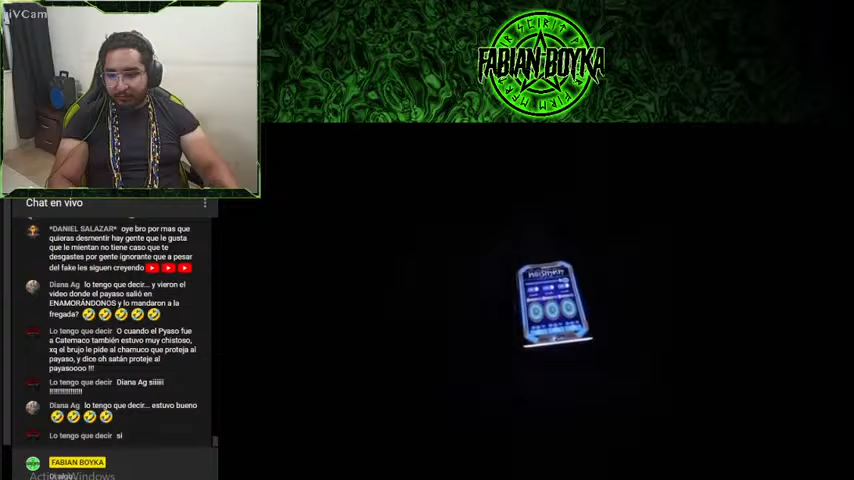 iVCam
FABIAN BOYKA
Chat en vivo
*DANIEL SALAZAR* oye bro por mas que
quieras desmentir hay gente que le gusta
que le mientan no tiene caso que te
desgastes por gente ignorante que a pesar
del fake les siguen creyendo
Diana Ag lo tengo que decir... y vieron el
video donde el payaso salió en
ENAMORÁNDONOS y lo mandaron a la
fregada?
Lo tengo que decir O cuando el Pyaso fue
a Catemaco también estuvo muy chistoso,
xq el brujo le pide al chamuco que proteja al
payaso, y dice oh satán proteje al
payasoooo !!!
Lo tengo que decir Diana Ag siiiiii
!!!!!!!!!!!!!!!!
Diana Ag lo tengo que decir... estuvo bueno
Lo tengo que decir si
FABIAN BOYKA